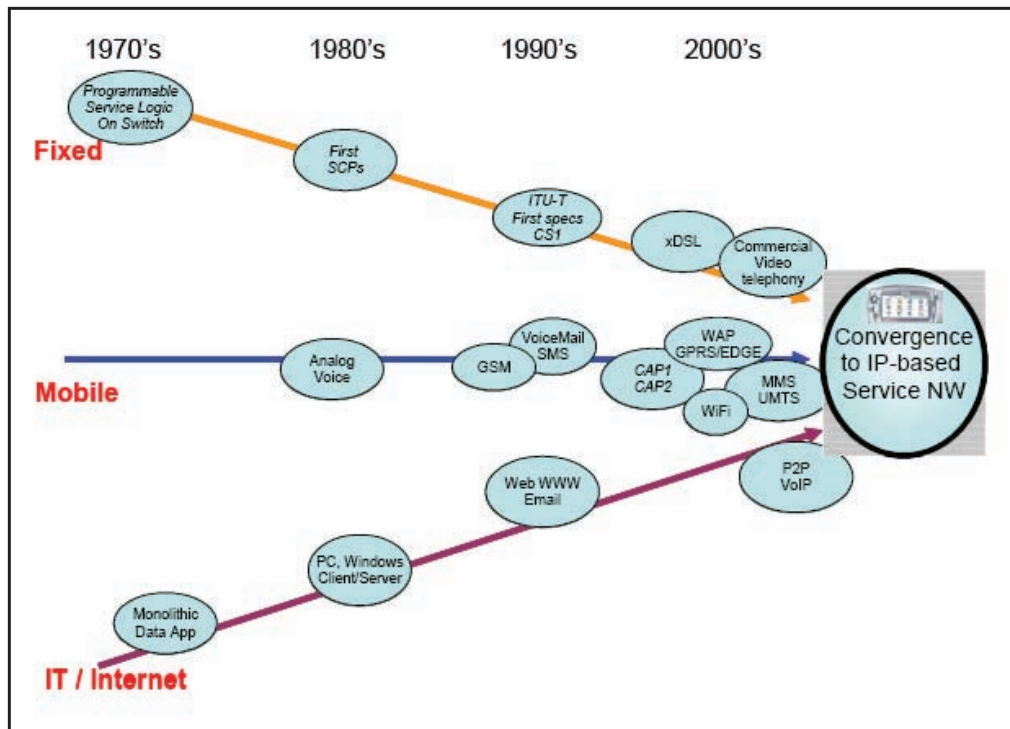 1970's
1980's
1990's
2000's
Programmable
Service Logic
On Switch
Fixed
First
SCPs
ITU-T
First specs
CS1
xDSL
Commercial
Video
telephony
Convergence
to IP-based
Service NW
Mobile
Analog
Voice
GSM
VoiceMail
SMS
CAP1
CAP2
WAP
GPRS/EDGE
WiFi
MMS
UMTS
IT / Internet
Monolithic
Data App
PC, Windows
Client/Server
Web WWW
Email
P2P
VoIP